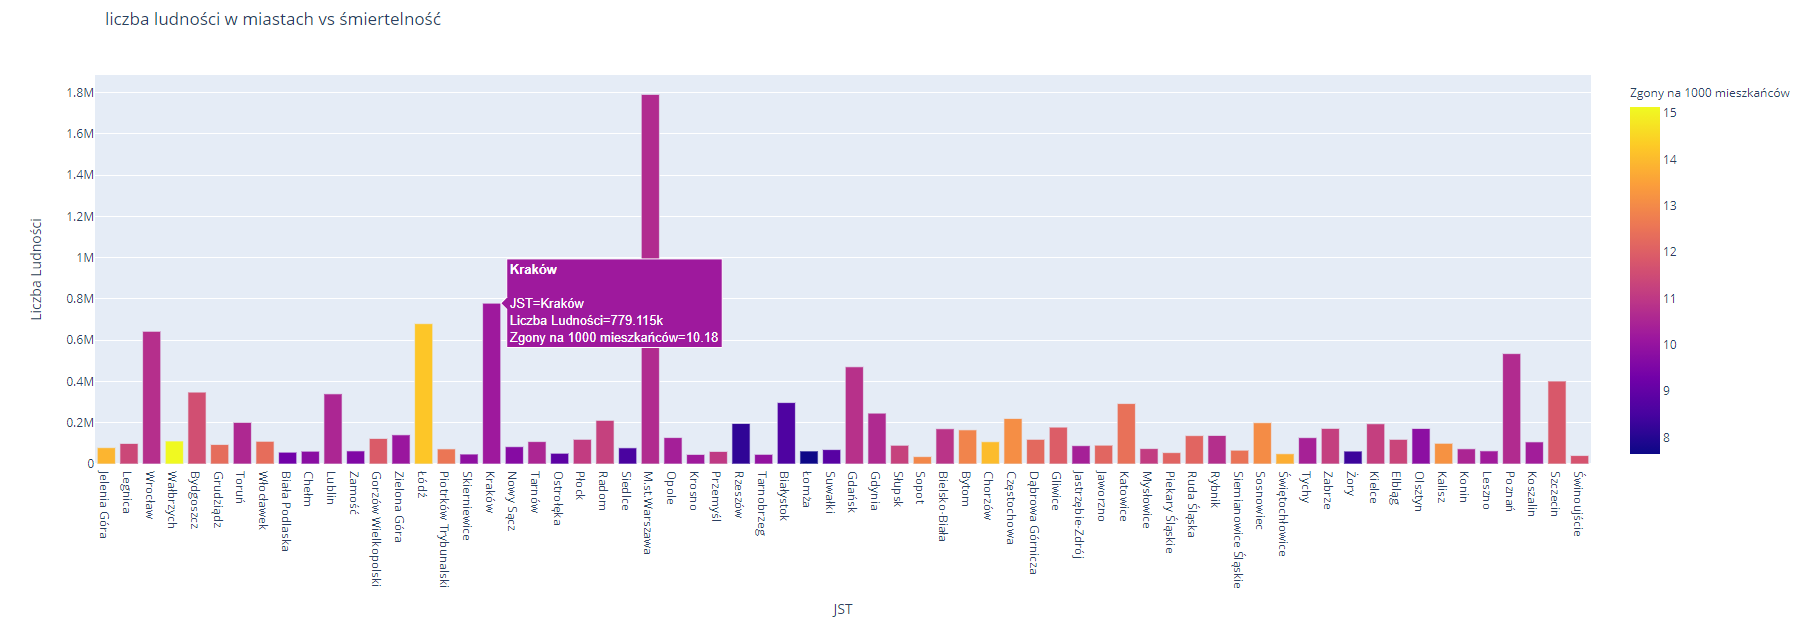 liczba ludności w miastach vs śmiertelność
Zgony na 1000 mieszkańców
15
14
13
12
11
10
9
8
Liczba Ludności
1.8M
1.6M
1.4M
1.2M
1M
0.8M
0.6M
0.4M
0.2M
0
Kraków
JST=Kraków
Liczba Ludności=779.115k
Zgony na 1000 mieszkańców=10.18
Jelenia Góra
Legnica
Wrocław
Wałbrzych
Bydgoszcz
Grudziądz
Toruń
Włocławek
Biała Podlaska
Chełm
Lublin
Zamość
Gorzów Wielkopolski
Zielona Góra
Łódź
Piotrków Trybunalski
Skierniewice
Kraków
Nowy Sącz
Tarnów
Ostrołęka
Płock
Radom
Siedlce
M.st.Warszawa
Opole
Krosno
Przemyśl
Rzeszów
Tarnobrzeg
Białystok
Łomża
Suwałki
Gdańsk
Gdynia
Słupsk
Sopot
Bielsko-Biała
Bytom
Chorzów
Częstochowa
Dąbrowa Górnicza
Gliwice
Jastrzębie-Zdrój
Jaworzno
Katowice
Mysłowice
Piekary Śląskie
Ruda Śląska
Rybnik
Siemianowice Śląskie
Sosnowiec
Świętochłowice
Tychy
Zabrze
Żory
Kielce
Elbląg
Olsztyn
Kalisz
Konin
Leszno
Poznań
Koszalin
Szczecin
Świnoujście
JST